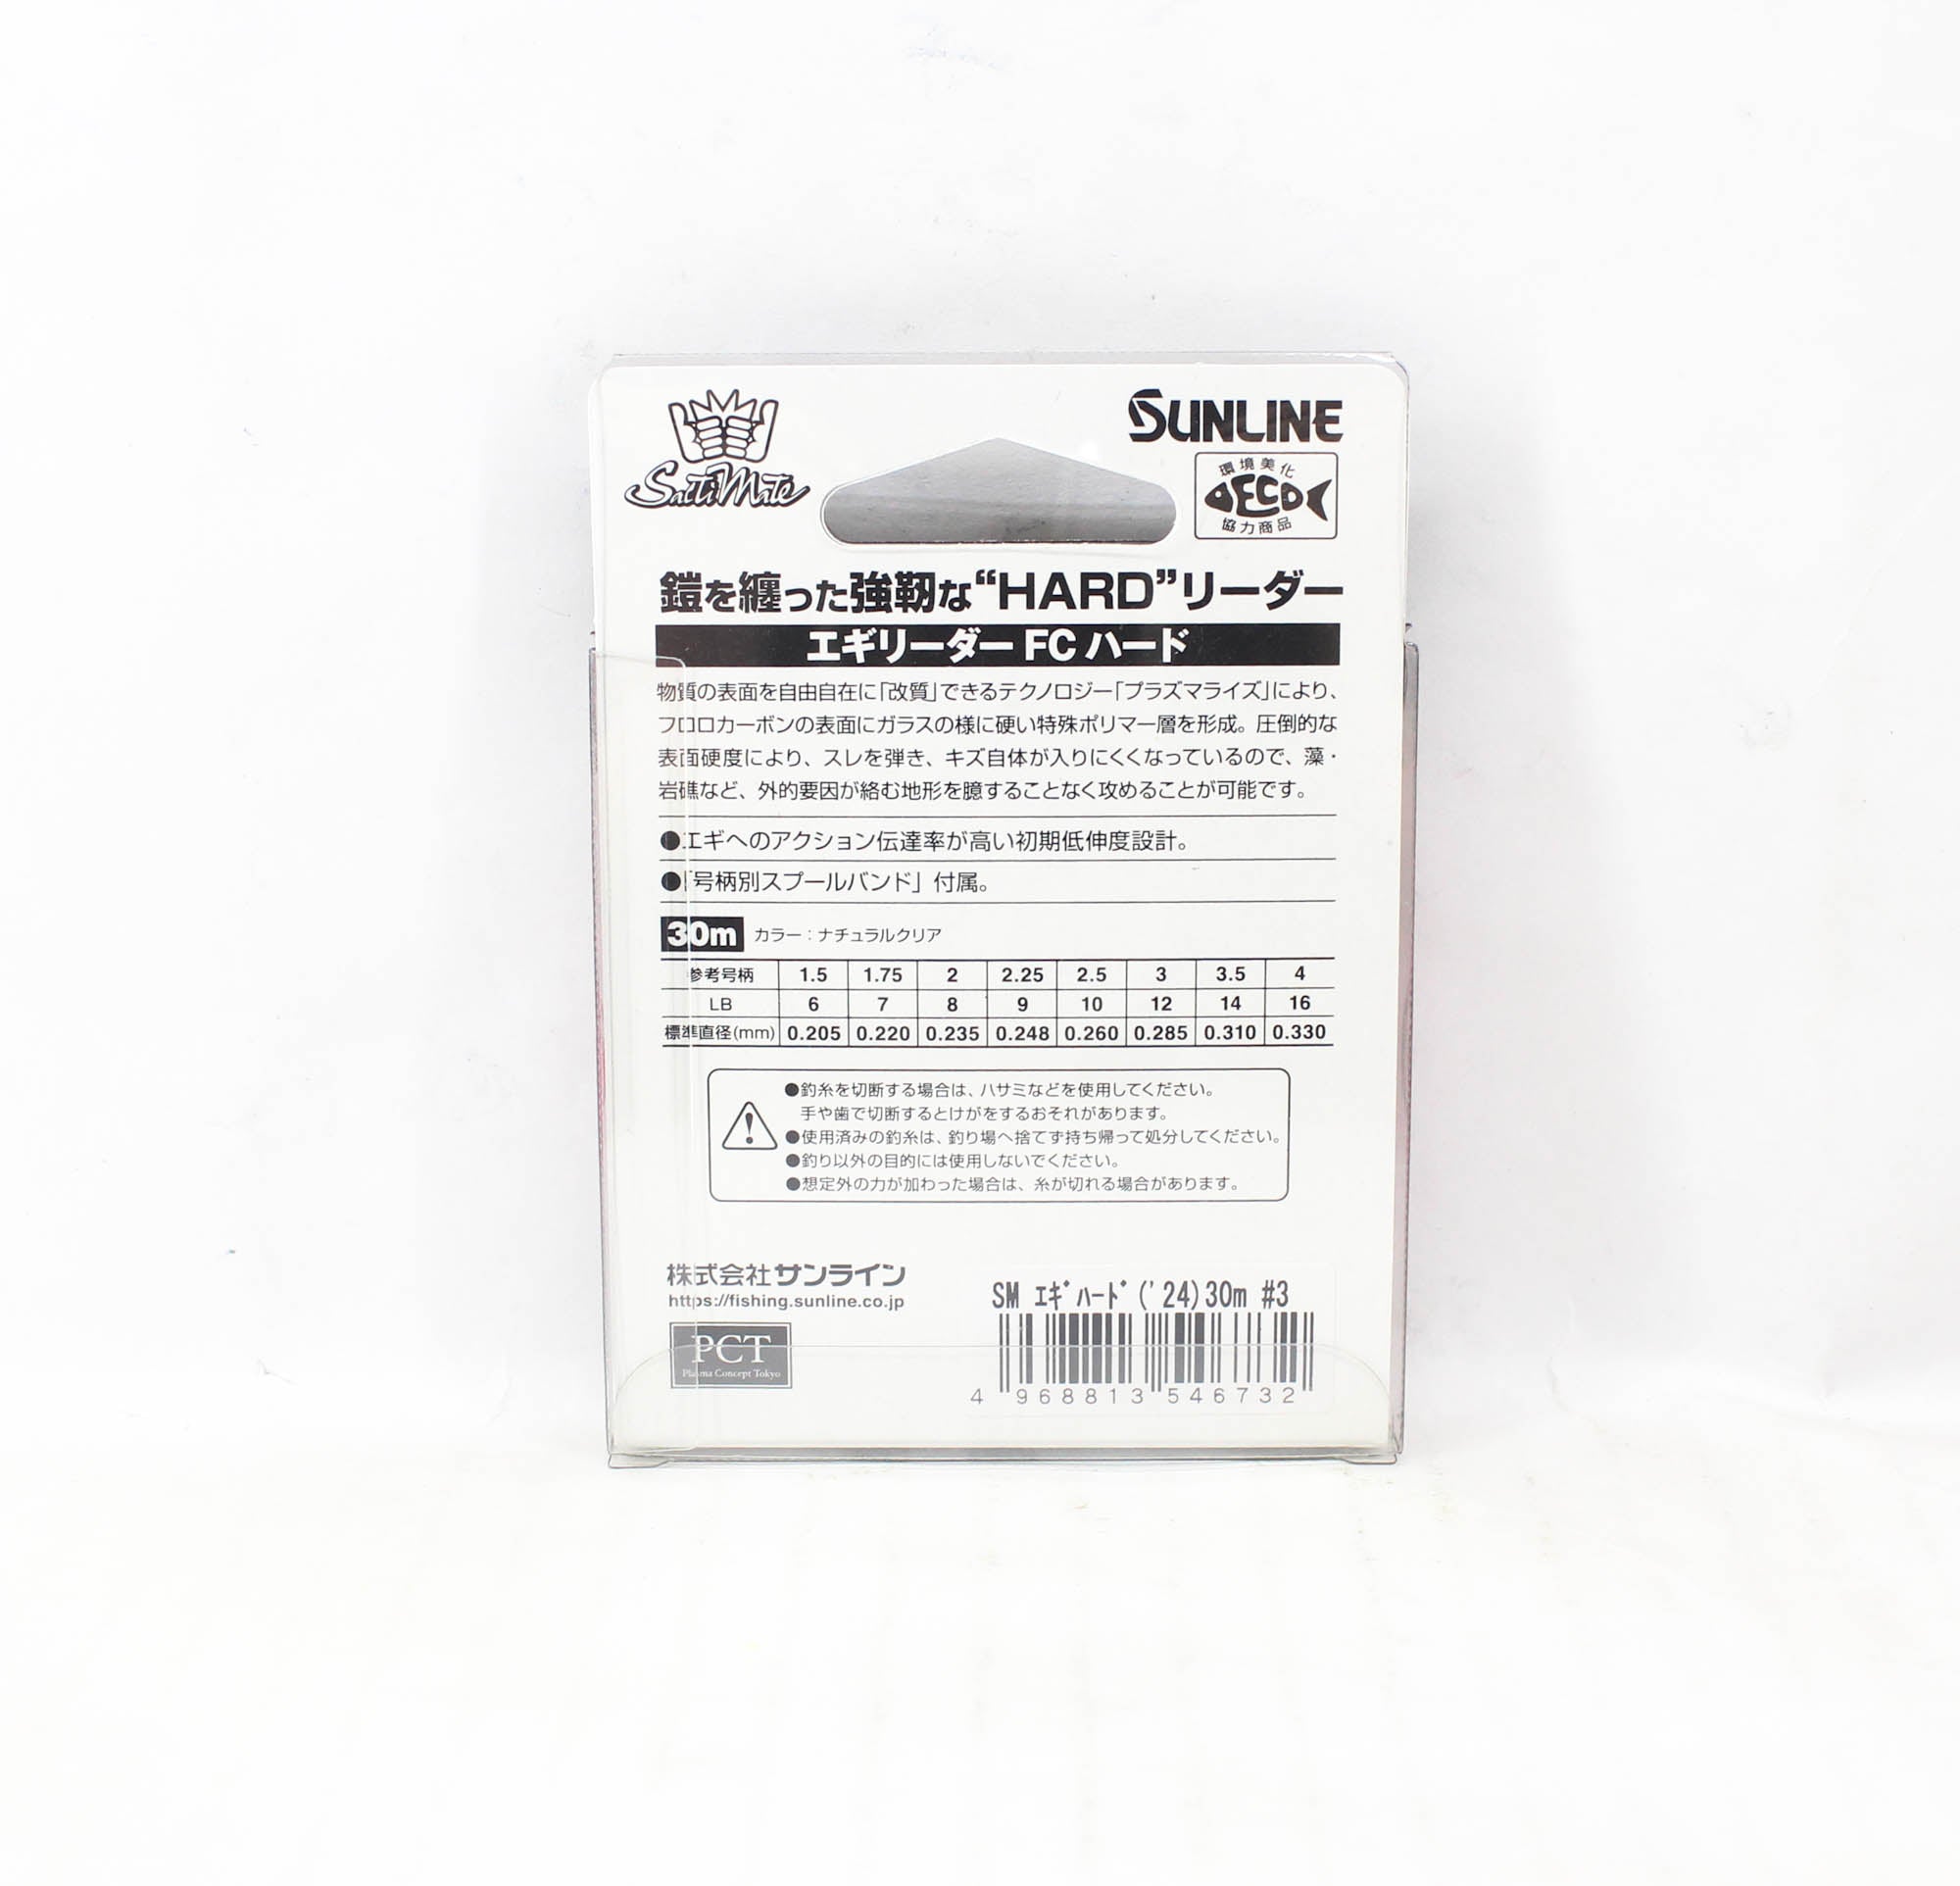 Salti Mate
SUNLINE
環境美化
ECO
協力商品
鎧を纏った強靭な“HARD”リーダー
エギリーダー FC ハード
物質の表面を自由自在に「改質」できるテクノロジー「プラズマライズ」により、
フロロカーボンの表面にガラスの様に硬い特殊ポリマー層を形成。圧倒的な
表面硬度により、スレを弾き、キズ自体が入りにくくなっているので、藻・
岩礁など、外的要因が絡む地形を臆することなく攻めることが可能です。
●エギへのアクション伝達率が高い初期低伸度設計。
●「号柄別スプールバンド」付属。
30m カラー：ナチュラルクリア
参考号柄 1.5 1.75 2 2.25 2.5 3 3.5 4
LB 6 7 8 9 10 12 14 16
標準直径(mm) 0.205 0.220 0.235 0.248 0.260 0.285 0.310 0.330
●釣糸を切断する場合は、ハサミなどを使用してください。
手や歯で切断するとけがをするおそれがあります。
●使用済みの釣糸は、釣り場へ捨てず持ち帰って処分してください。
●釣り以外の目的には使用しないでください。
●想定外の力が加わった場合は、糸が切れる場合があります。
株式会社サンライン
https://fishing.sunline.co.jp
PCT
Plasma Concept Tokyo
SM ｴｷﾞﾊｰﾄﾞ('24)30m #3
4 968813 546732